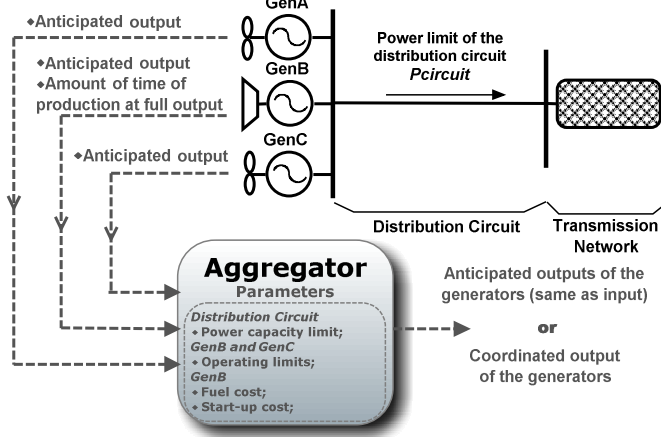 GenA
◆Anticipated output
Power limit of the
distribution circuit
Pcircuit
◆Anticipated output
◆Amount of time of
production at full output
GenB
GenC
◆Anticipated output
Distribution Circuit
Transmission
Network
Aggregator
Parameters
Distribution Circuit
◆ Power capacity limit;
GenB and GenC
◆ Operating limits;
GenB
◆ Fuel cost;
◆ Start-up cost;
Anticipated outputs of the
generators (same as input)
or
Coordinated output
of the generators